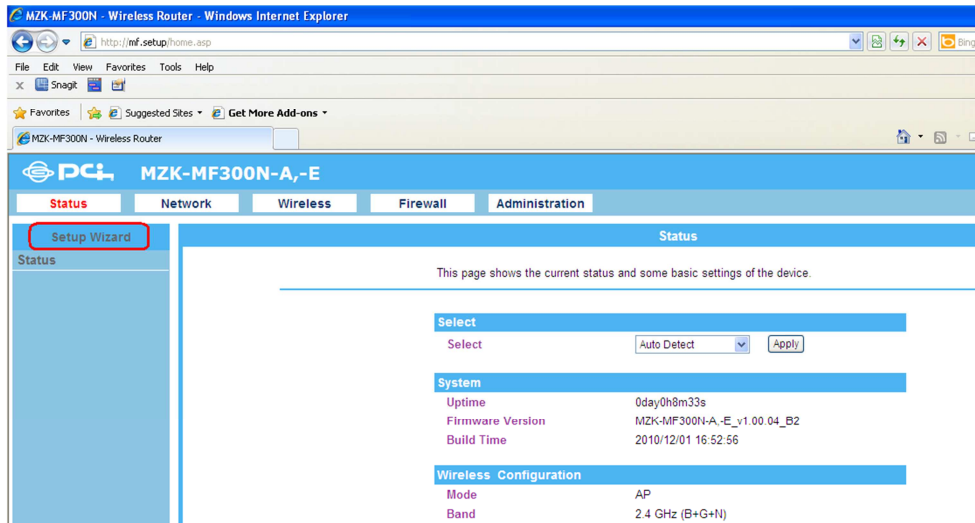 MZK-MF300N - Wireless Router - Windows Internet Explorer
http://mf.setup/home.asp
Bing
File Edit View Favorites Tools Help
x Snagit
Favorites Suggested Sites Get More Add-ons
MZK-MF300N - Wireless Router
PCi MZK-MF300N-A,-E
Status Network Wireless Firewall Administration
Setup Wizard
Status
Status
This page shows the current status and some basic settings of the device.
Select
Select Auto Detect Apply
System
Uptime 0day0h8m33s
Firmware Version MZK-MF300N-A,-E_v1.00.04_B2
Build Time 2010/12/01 16:52:56
Wireless Configuration
Mode AP
Band 2.4 GHz (B+G+N)